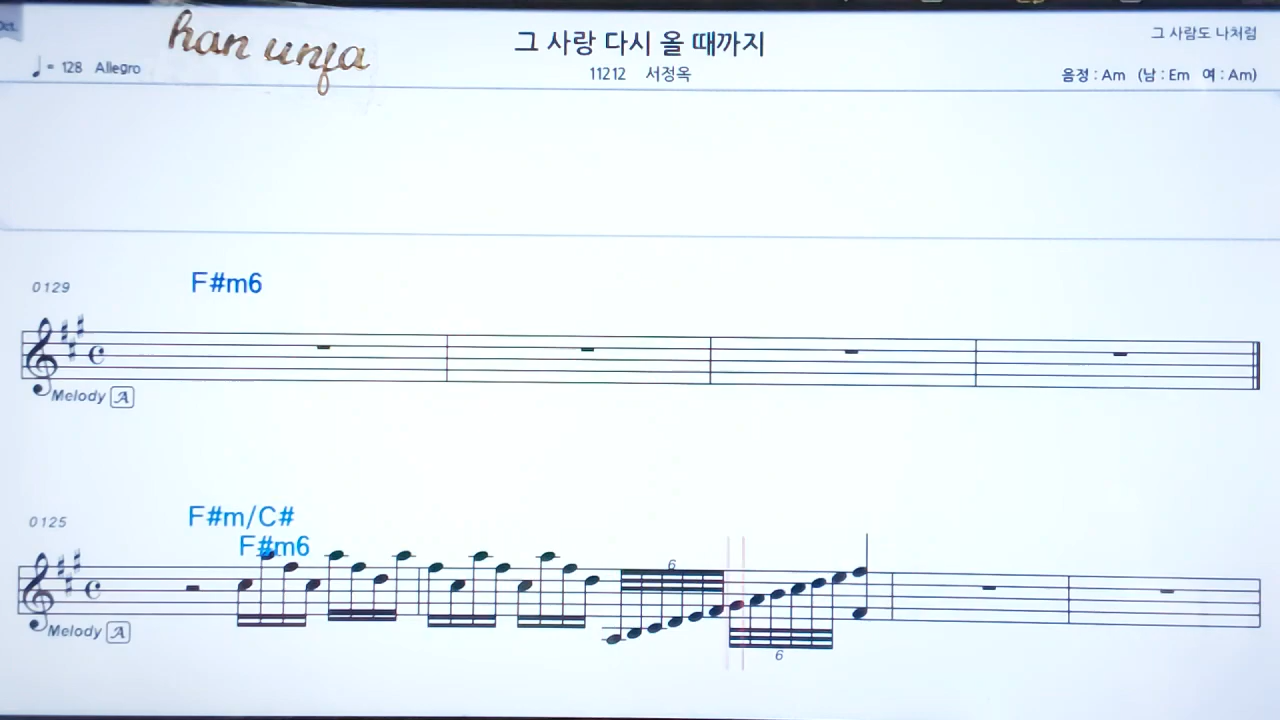 Oct.
han unja
그 사랑 다시 올 때까지
그 사람도 나처럼
♩= 128 Allegro
11212 서정옥
음정 : Am (남 : Em 여 : Am)
0129
F#m6
Melody A
0125
F#m/C#
F#m6
6
Melody A
6